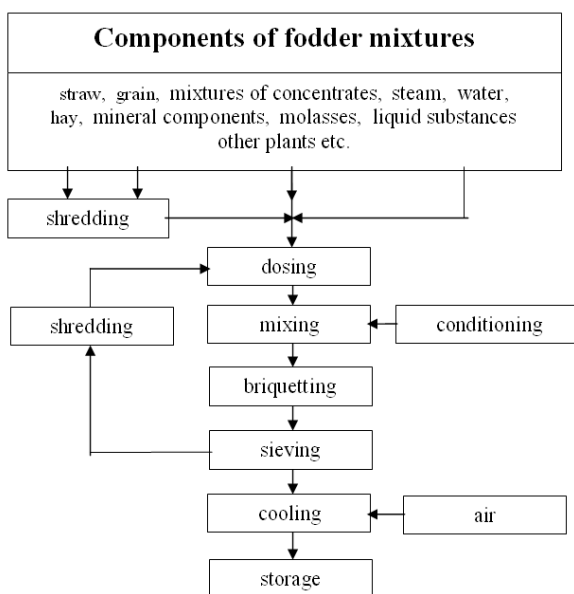 Components of fodder mixtures
straw, grain, mixtures of concentrates, steam, water,
hay, mineral components, molasses, liquid substances
other plants etc.
shredding
dosing
shredding
mixing
conditioning
briquetting
sieving
cooling
air
storage